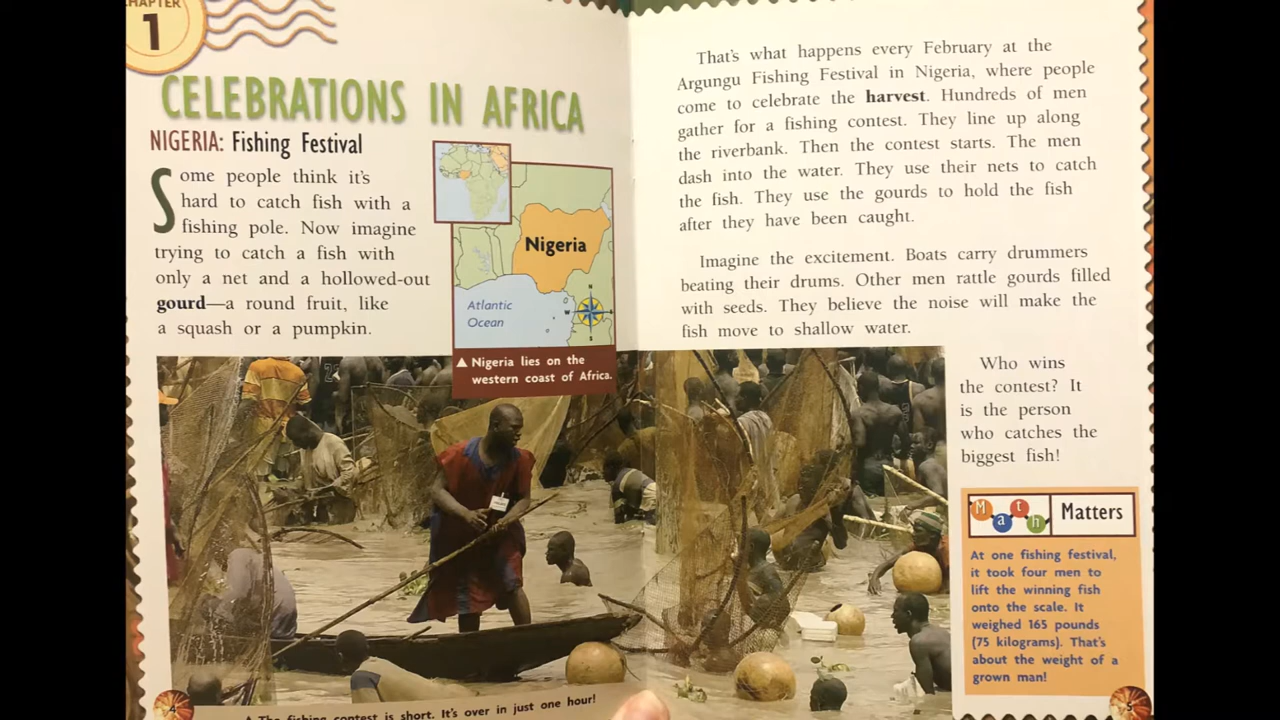 CHAPTER
1
CELEBRATIONS IN AFRICA
NIGERIA: Fishing Festival
Some people think it's
hard to catch fish with a
fishing pole. Now imagine
trying to catch a fish with
only a net and a hollowed-out
gourd—a round fruit, like
a squash or a pumpkin.
Nigeria
Atlantic
Ocean
N
W
S
▲ Nigeria lies on the
western coast of Africa.
▲ The fishing contest is short. It's over in just one hour!
4
That's what happens every February at the
Argungu Fishing Festival in Nigeria, where people
come to celebrate the harvest. Hundreds of men
gather for a fishing contest. They line up along
the riverbank. Then the contest starts. The men
dash into the water. They use their nets to catch
the fish. They use the gourds to hold the fish
after they have been caught.
Imagine the excitement. Boats carry drummers
beating their drums. Other men rattle gourds filled
with seeds. They believe the noise will make the
fish move to shallow water.
Who wins
the contest? It
is the person
who catches the
biggest fish!
Math Matters
At one fishing festival,
it took four men to
lift the winning fish
onto the scale. It
weighed 165 pounds
(75 kilograms). That's
about the weight of a
grown man!
5